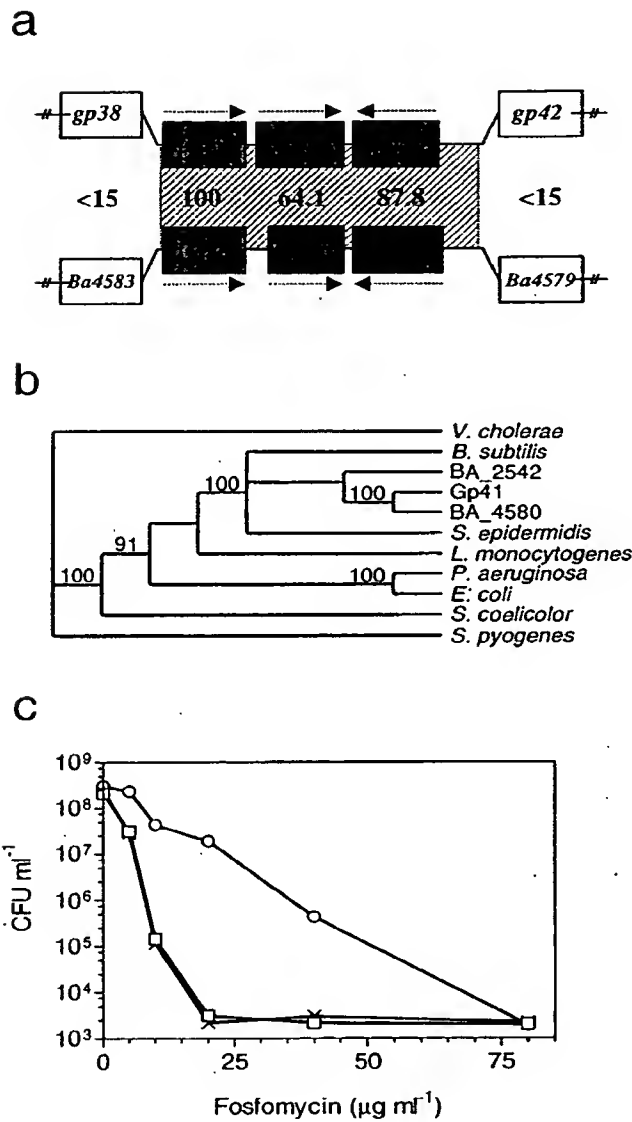 a
gp38
gp42
<15
100
64.1
87.8
<15
Ba4583
Ba4579
b
V. cholerae
B. subtilis
BA_2542
100
Gp41
100
BA_4580
S. epidermidis
91
L. monocytogenes
100
P. aeruginosa
100
E. coli
S. coelicolor
S. pyogenes
c
10⁹
10⁸
10⁷
10⁶
10⁵
10⁴
10³
CFU ml⁻¹
0
25
50
75
Fosfomycin (µg ml⁻¹)